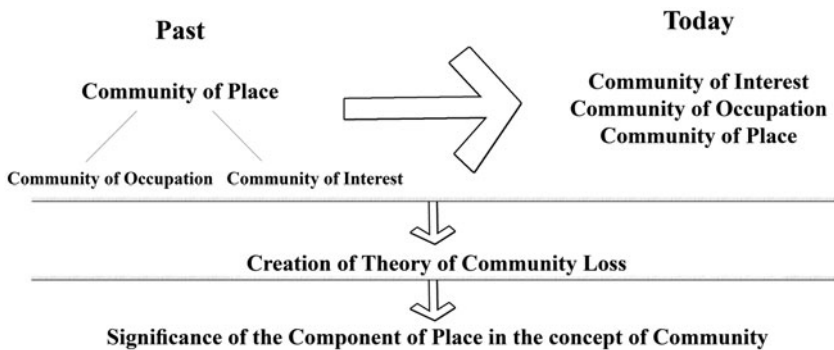 Past
Today
Community of Place
Community of Interest
Community of Occupation
Community of Place
Community of Occupation
Community of Interest
Creation of Theory of Community Loss
Significance of the Component of Place in the concept of Community